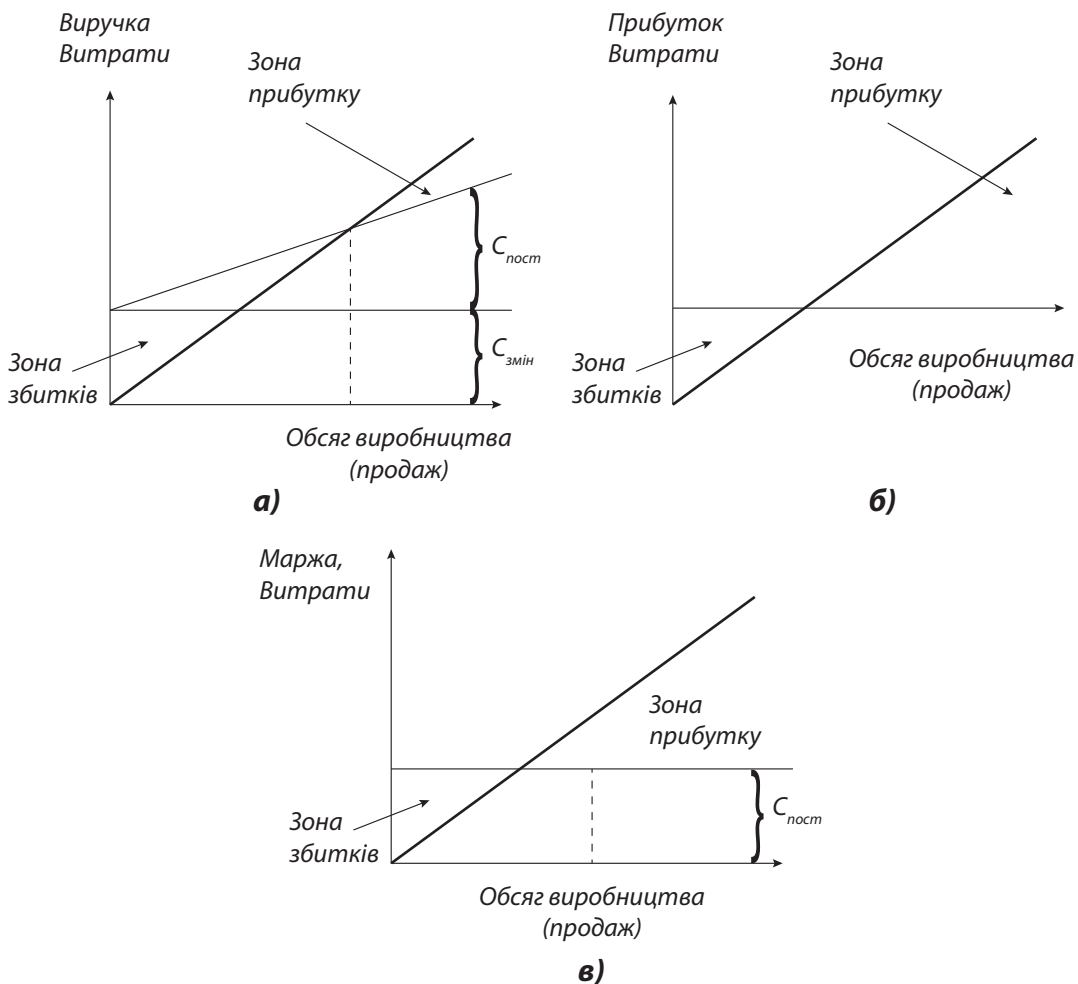 Виручка
Витрати
Зона
прибутку
C пост
C змін
Зона
збитків
Обсяг виробництва
(продаж)
а)
Прибуток
Витрати
Зона
прибутку
Зона
збитків
Обсяг виробництва
(продаж)
б)
Маржа,
Витрати
Зона
прибутку
C пост
Зона
збитків
Обсяг виробництва
(продаж)
в)